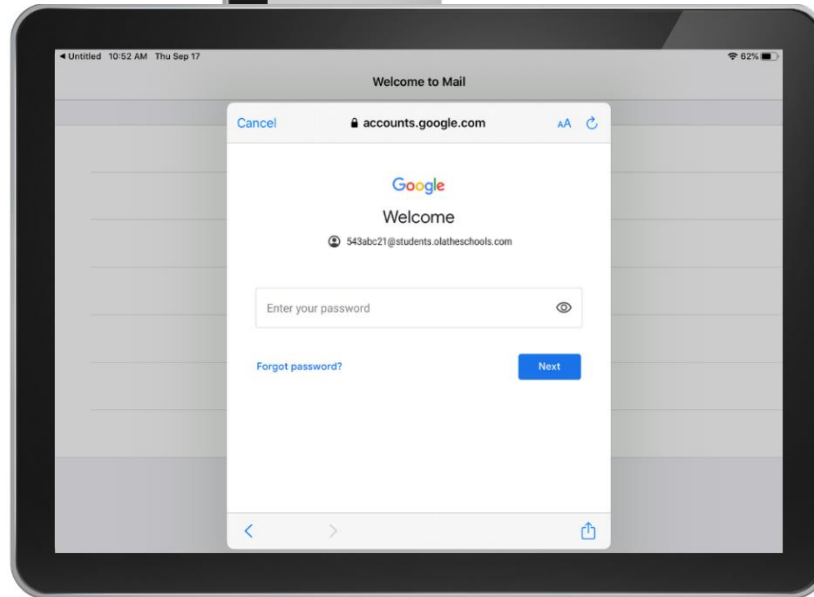 ◀ Untitled 10:52 AM Thu Sep 17 62%
Welcome to Mail
Cancel accounts.google.com AA
Google
Welcome
543abc21@students.olatheschools.com
Enter your password
Forgot password? Next